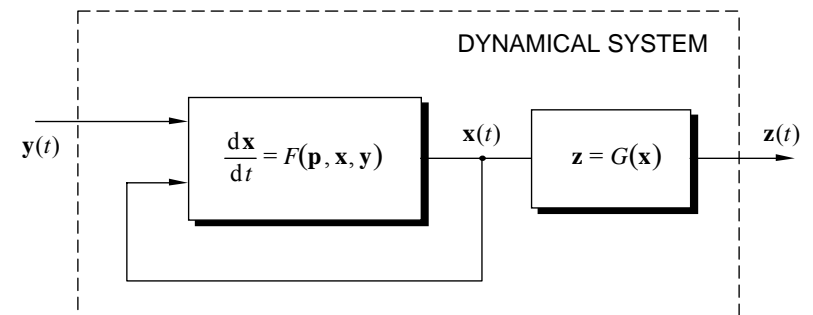 DYNAMICAL SYSTEM
y(t)
dx/dt = F(p, x, y)
x(t)
z = G(x)
z(t)